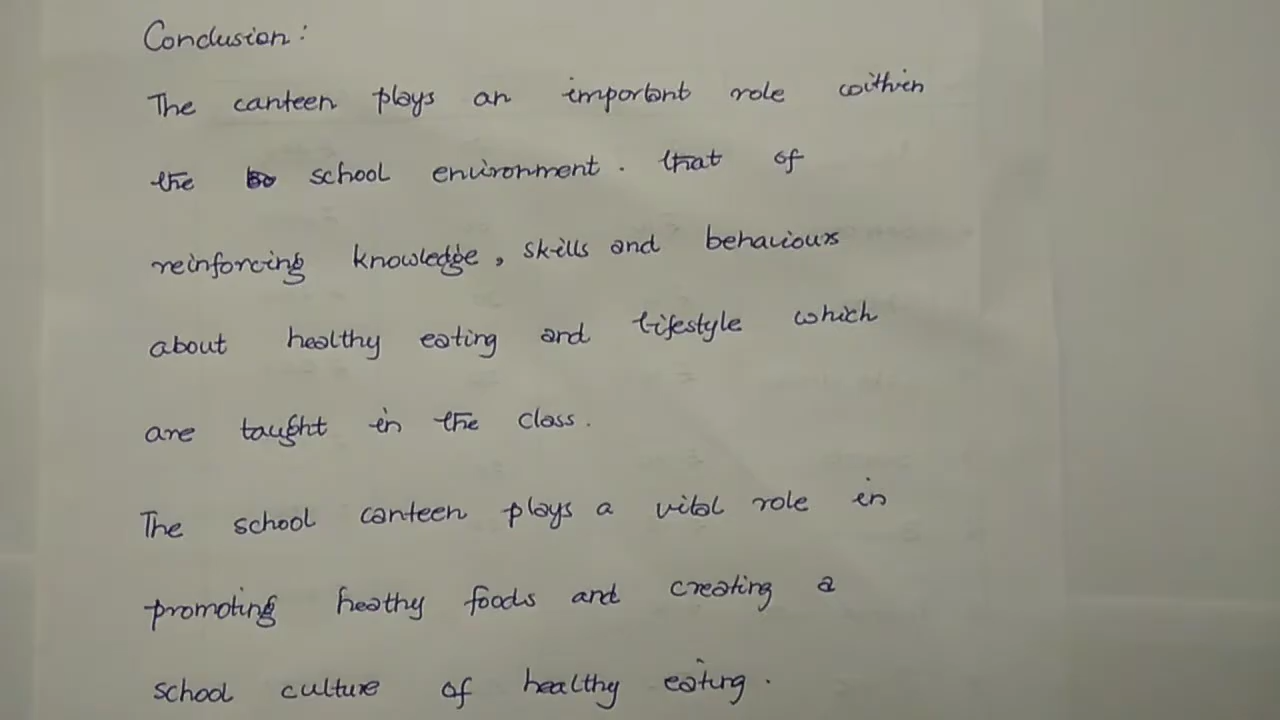 Conclusion:
The canteen plays an important role within
the school environment. that of
reinforcing knowledge, skills and behaviours
about healthy eating and lifestyle which
are taught in the class.
The school canteen plays a vital role in
promoting heathy foods and creating a
school culture of healthy eating.